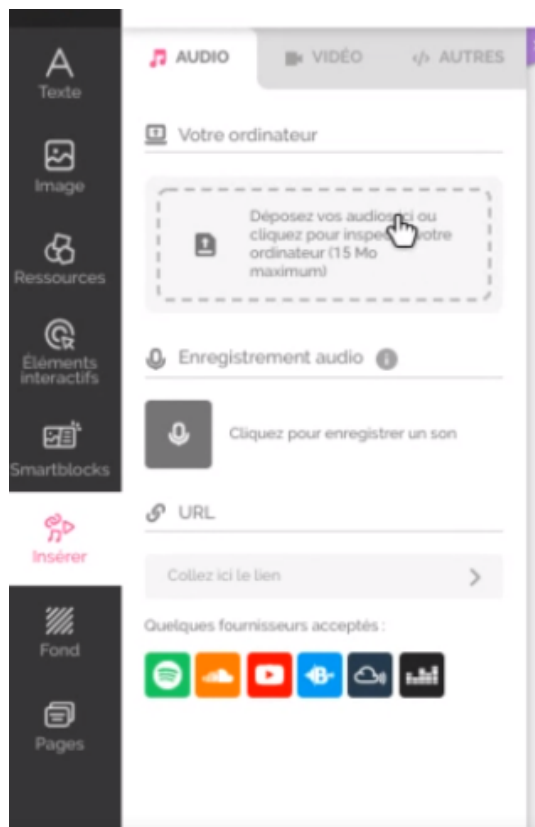 A
Texte
Image
Ressources
Éléments
interactifs
Smartblocks
Insérer
Fond
Pages
AUDIO
VIDÉO
</> AUTRES
Votre ordinateur
Déposez vos audios ici ou
cliquez pour inspecter votre
ordinateur (15 Mo
maximum)
Enregistrement audio
Cliquez pour enregistrer un son
URL
Collez ici le lien
Quelques fournisseurs acceptés :